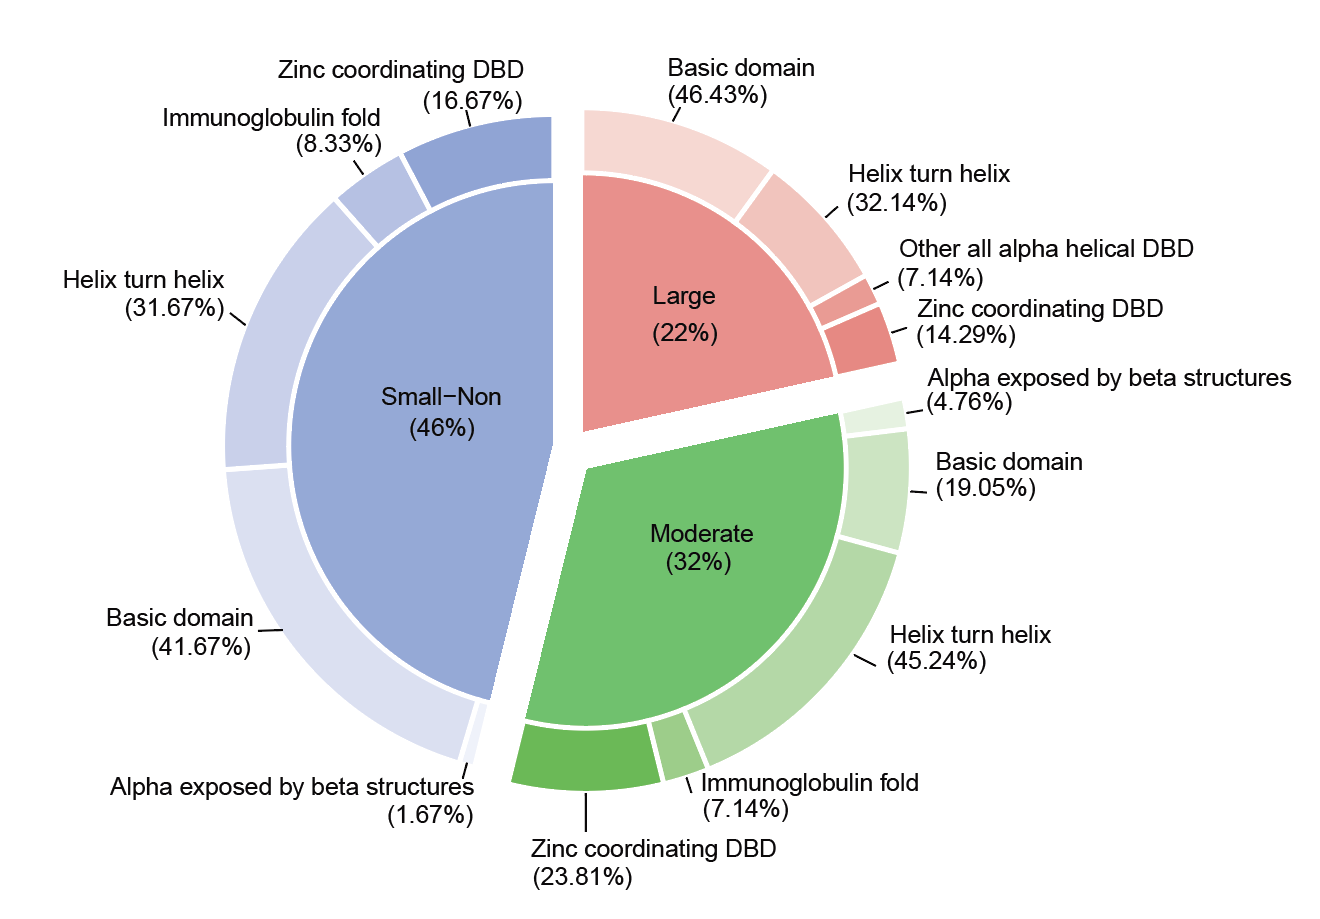 Zinc coordinating DBD
(16.67%)
Immunoglobulin fold
(8.33%)
Helix turn helix
(31.67%)
Small−Non
(46%)
Basic domain
(41.67%)
Alpha exposed by beta structures
(1.67%)
Basic domain
(46.43%)
Helix turn helix
(32.14%)
Other all alpha helical DBD
(7.14%)
Zinc coordinating DBD
(14.29%)
Large
(22%)
Alpha exposed by beta structures
(4.76%)
Basic domain
(19.05%)
Moderate
(32%)
Helix turn helix
(45.24%)
Immunoglobulin fold
(7.14%)
Zinc coordinating DBD
(23.81%)